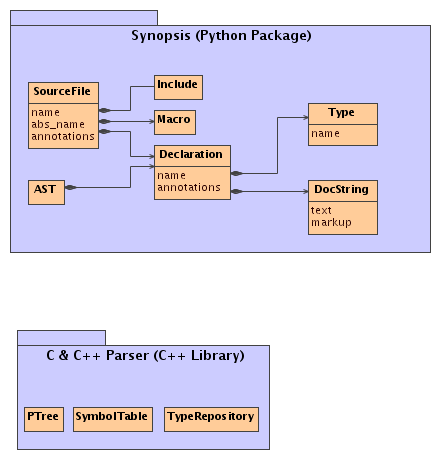 Synopsis (Python Package)
SourceFile
name
abs_name
annotations
Include
Macro
Declaration
name
annotations
Type
name
AST
DocString
text
markup
C & C++ Parser (C++ Library)
PTree
SymbolTable
TypeRepository